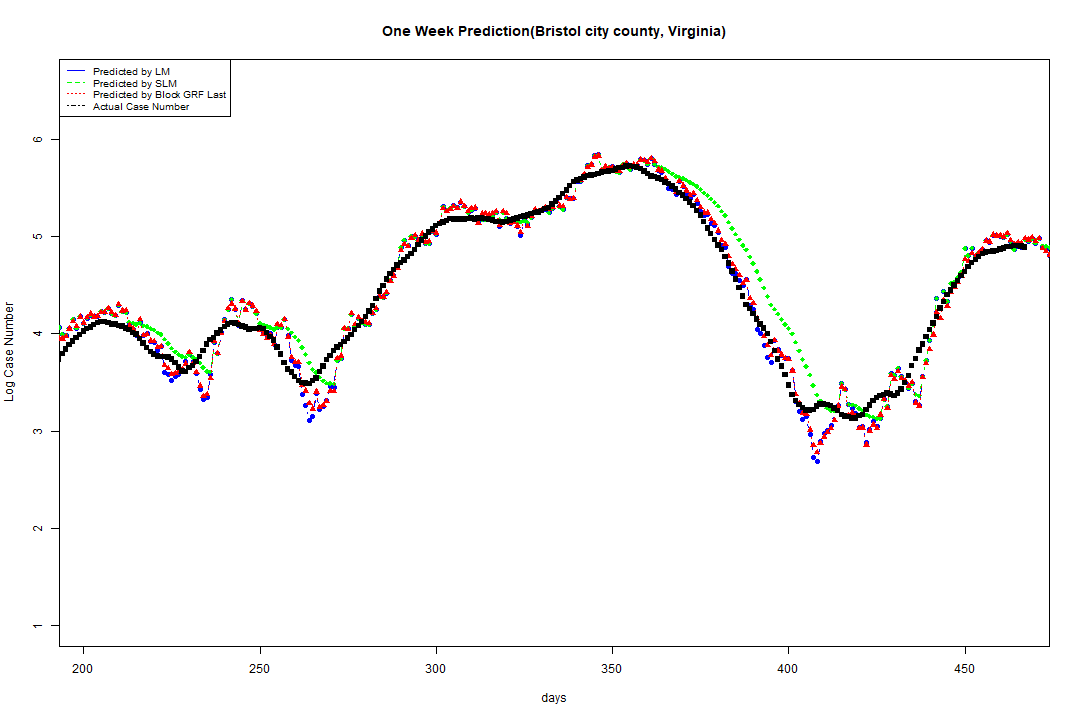 One Week Prediction(Bristol city county, Virginia)
Predicted by LM
Predicted by SLM
Predicted by Block GRF Last
Actual Case Number
Log Case Number
6
5
4
3
2
1
200 250 300 350 400 450
days